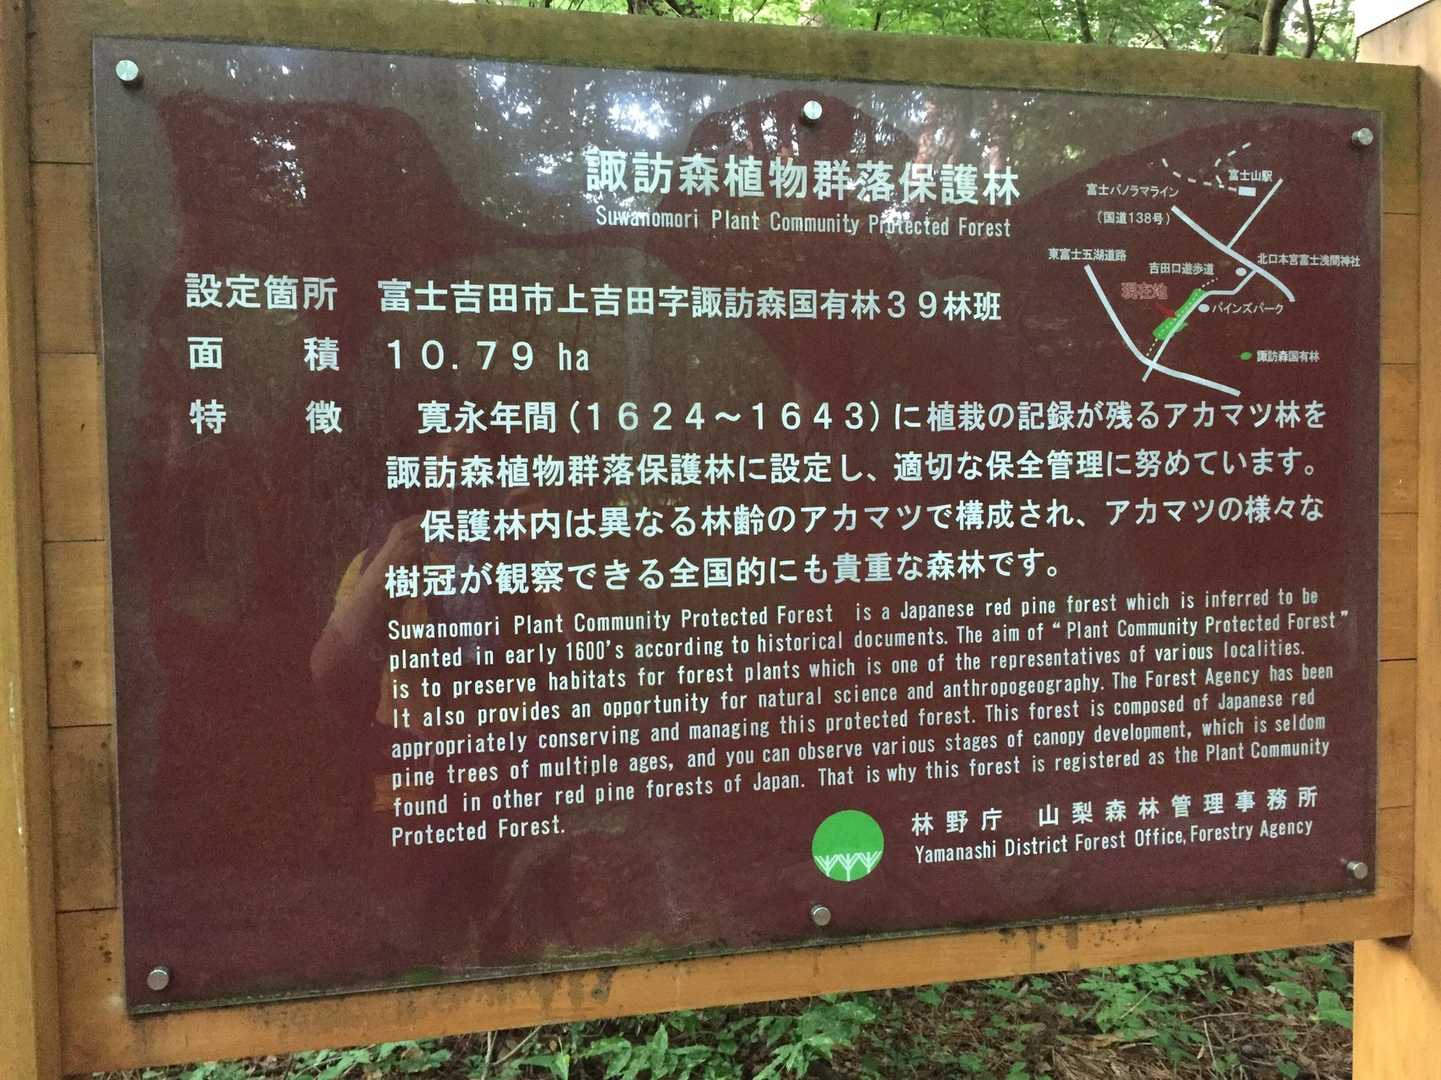 諏訪森植物群落保護林
Suwanomori Plant Community Protected Forest
設定箇所 富士吉田市上吉田字諏訪森国有林39林班
面 積 10.79 ha
特 徴 寛永年間(1624～1643)に植栽の記録が残るアカマツ林を
諏訪森植物群落保護林に設定し、適切な保全管理に努めています。
保護林内は異なる林齢のアカマツで構成され、アカマツの様々な
樹冠が観察できる全国的にも貴重な森林です。
Suwanomori Plant Community Protected Forest is a Japanese red pine forest which is inferred to be
planted in early 1600's according to historical documents. The aim of “Plant Community Protected Forest”
is to preserve habitats for forest plants which is one of the representatives of various localities.
It also provides an opportunity for natural science and anthropogeography. The Forest Agency has been
appropriately conserving and managing this protected forest. This forest is composed of Japanese red
pine trees of multiple ages, and you can observe various stages of canopy development, which is seldom
found in other red pine forests of Japan. That is why this forest is registered as the Plant Community
Protected Forest.
林野庁 山梨森林管理事務所
Yamanashi District Forest Office, Forestry Agency
富士山駅
富士パノラマライン
(国道138号)
東富士五湖道路
吉田口遊歩道
北口本宮冨士浅間神社
現在地
パインズパーク
諏訪森国有林